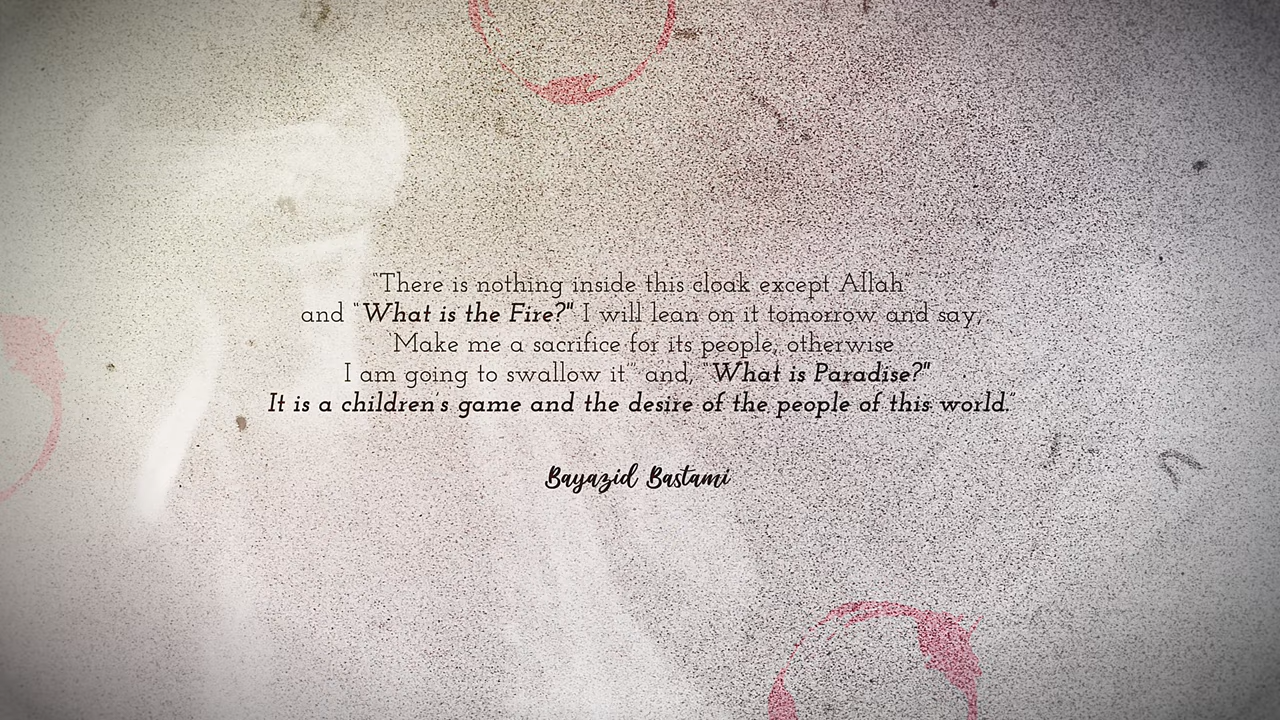 "There is nothing inside this cloak except Allah"
and "What is the Fire?" I will lean on it tomorrow and say,
'Make me a sacrifice for its people, otherwise
I am going to swallow it'" and, "What is Paradise?"
It is a children's game and the desire of the people of this world."
Bayazid Bastami